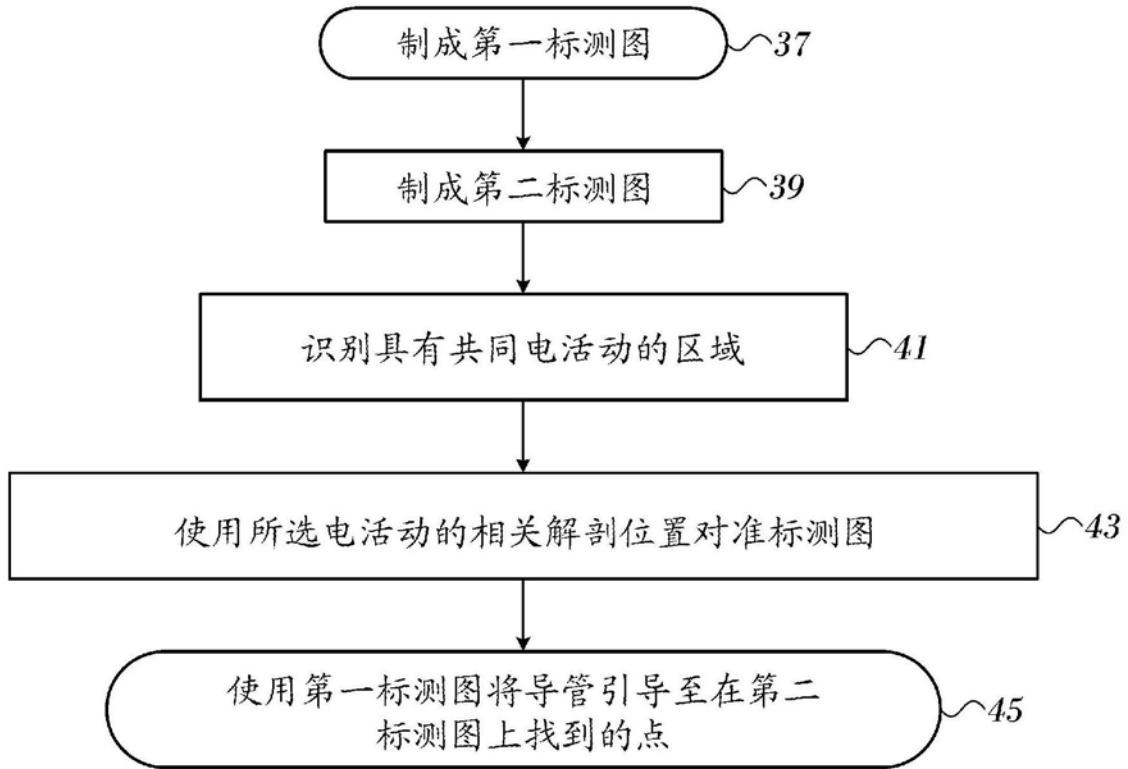 制成第一标测图
37
制成第二标测图
39
识别具有共同电活动的区域
41
使用所选电活动的相关解剖位置对准标测图
43
使用第一标测图将导管引导至在第二
标测图上找到的点
45